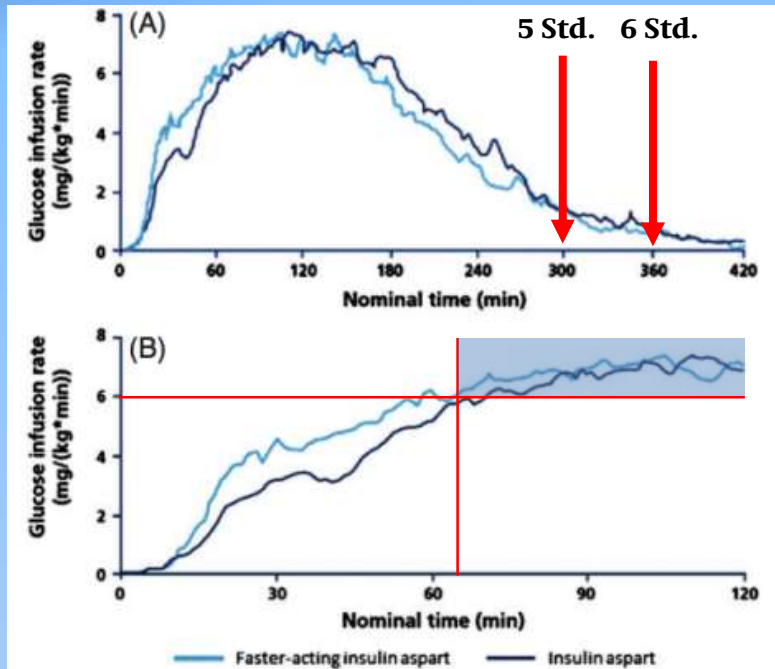 (A)
5 Std. 6 Std.
Glucose infusion rate
(mg/(kg*min))
8
6
4
2
0
0 60 120 180 240 300 360 420
Nominal time (min)
(B)
Glucose infusion rate
(mg/(kg*min))
8
6
4
2
0
0 30 60 90 120
Nominal time (min)
Faster-acting insulin aspart Insulin aspart